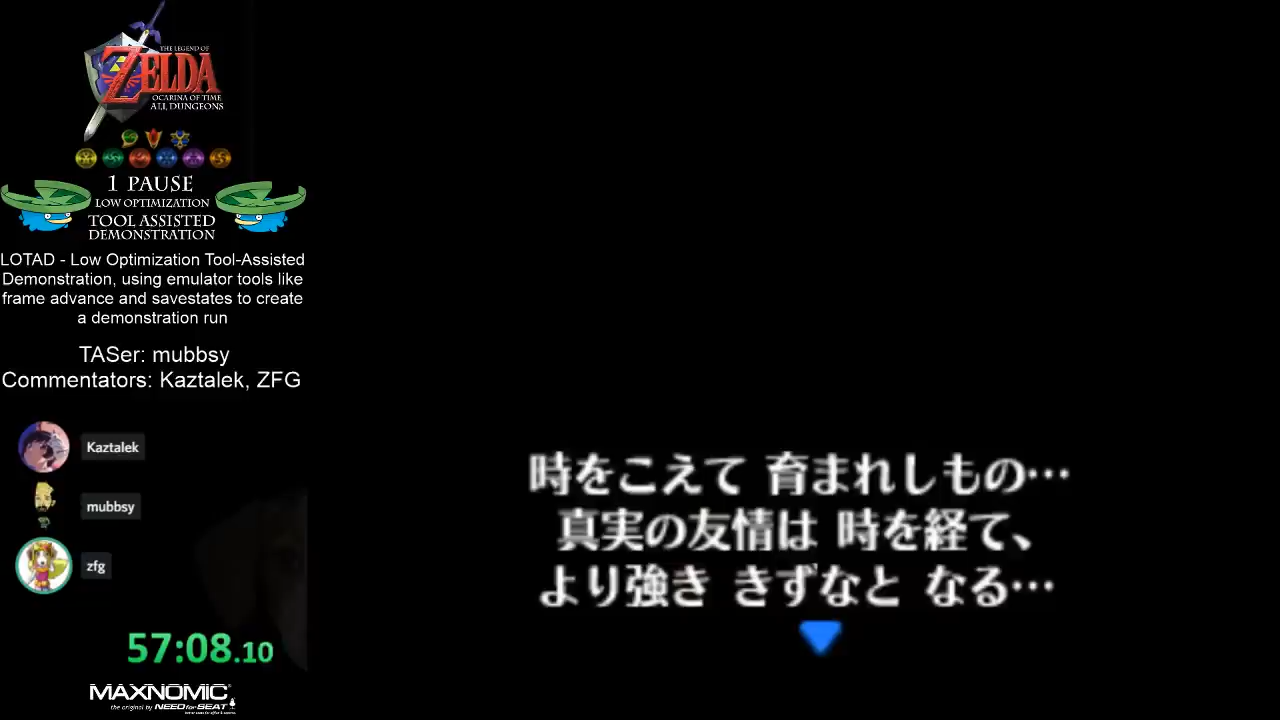 THE LEGEND OF
ZELDA
OCARINA OF TIME
ALL DUNGEONS
1 PAUSE
LOW OPTIMIZATION
TOOL ASSISTED
DEMONSTRATION
LOTAD - Low Optimization Tool-Assisted
Demonstration, using emulator tools like
frame advance and savestates to create
a demonstration run
TASer: mubbsy
Commentators: Kaztalek, ZFG
Kaztalek
mubbsy
zfg
57:08.10
MAXNOMIC
the original by NEEDforSEAT
時をこえて 育まれしもの…
真実の友情は 時を経て、
より強き きずなと なる…